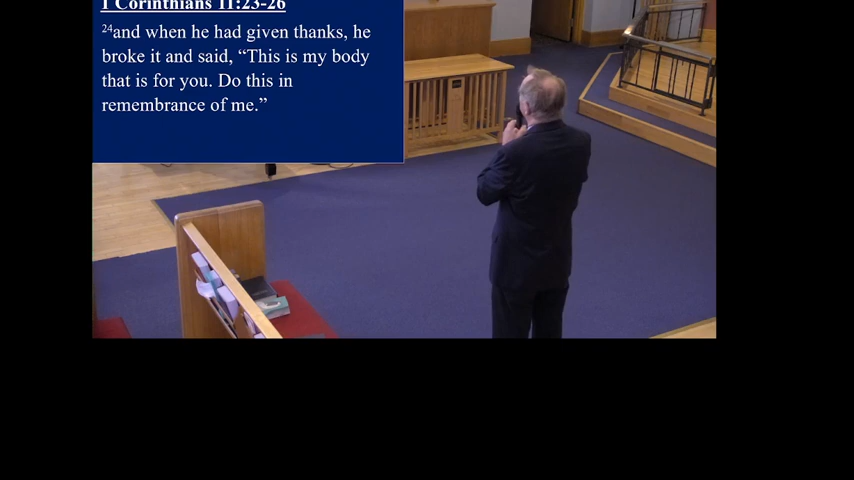 1 Corinthians 11:23-26
24and when he had given thanks, he
broke it and said, “This is my body
that is for you. Do this in
remembrance of me.”